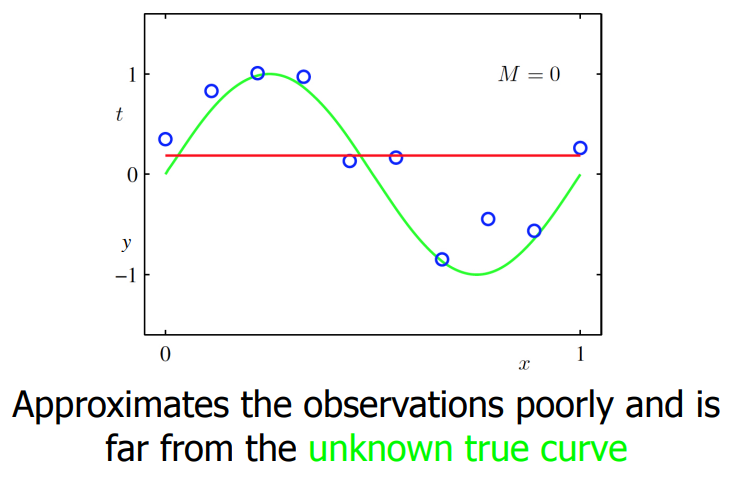 M = 0
1
t
0
y
−1
0
x
1
Approximates the observations poorly and is
far from the unknown true curve